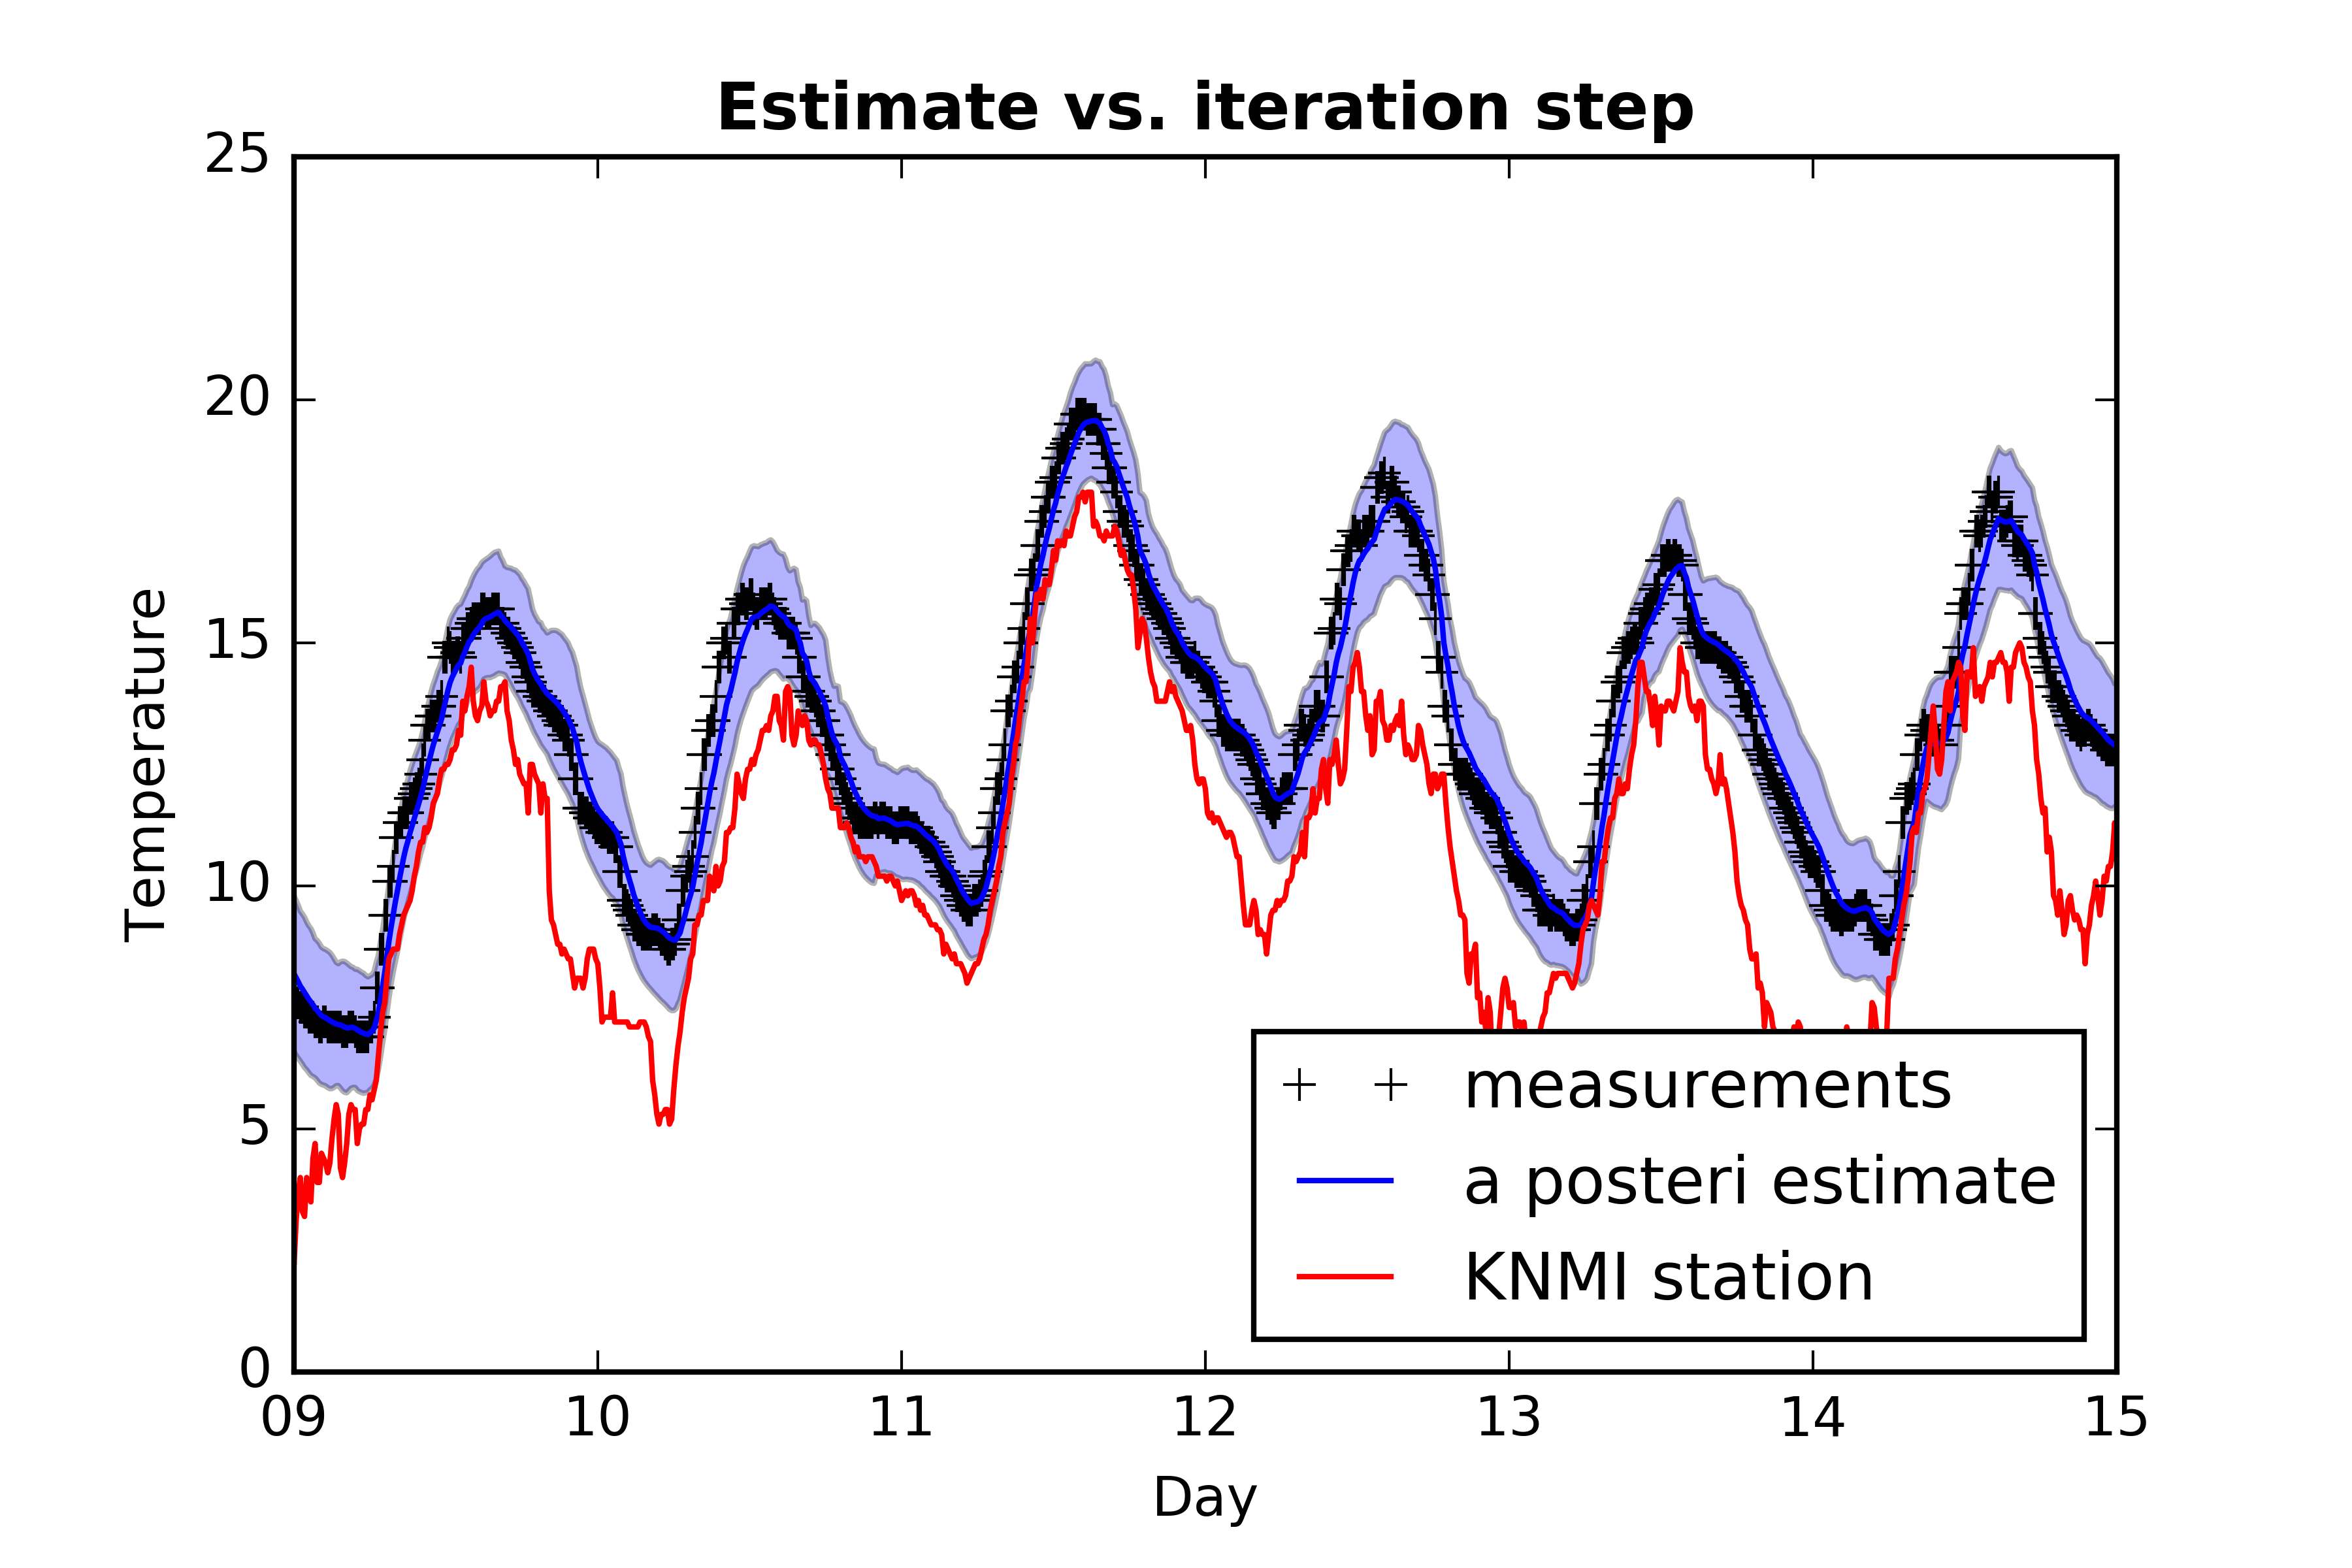 Estimate vs. iteration step
25
20
15
10
5
0
Temperature
09 10 11 12 13 14 15
Day
measurements
a posteri estimate
KNMI station